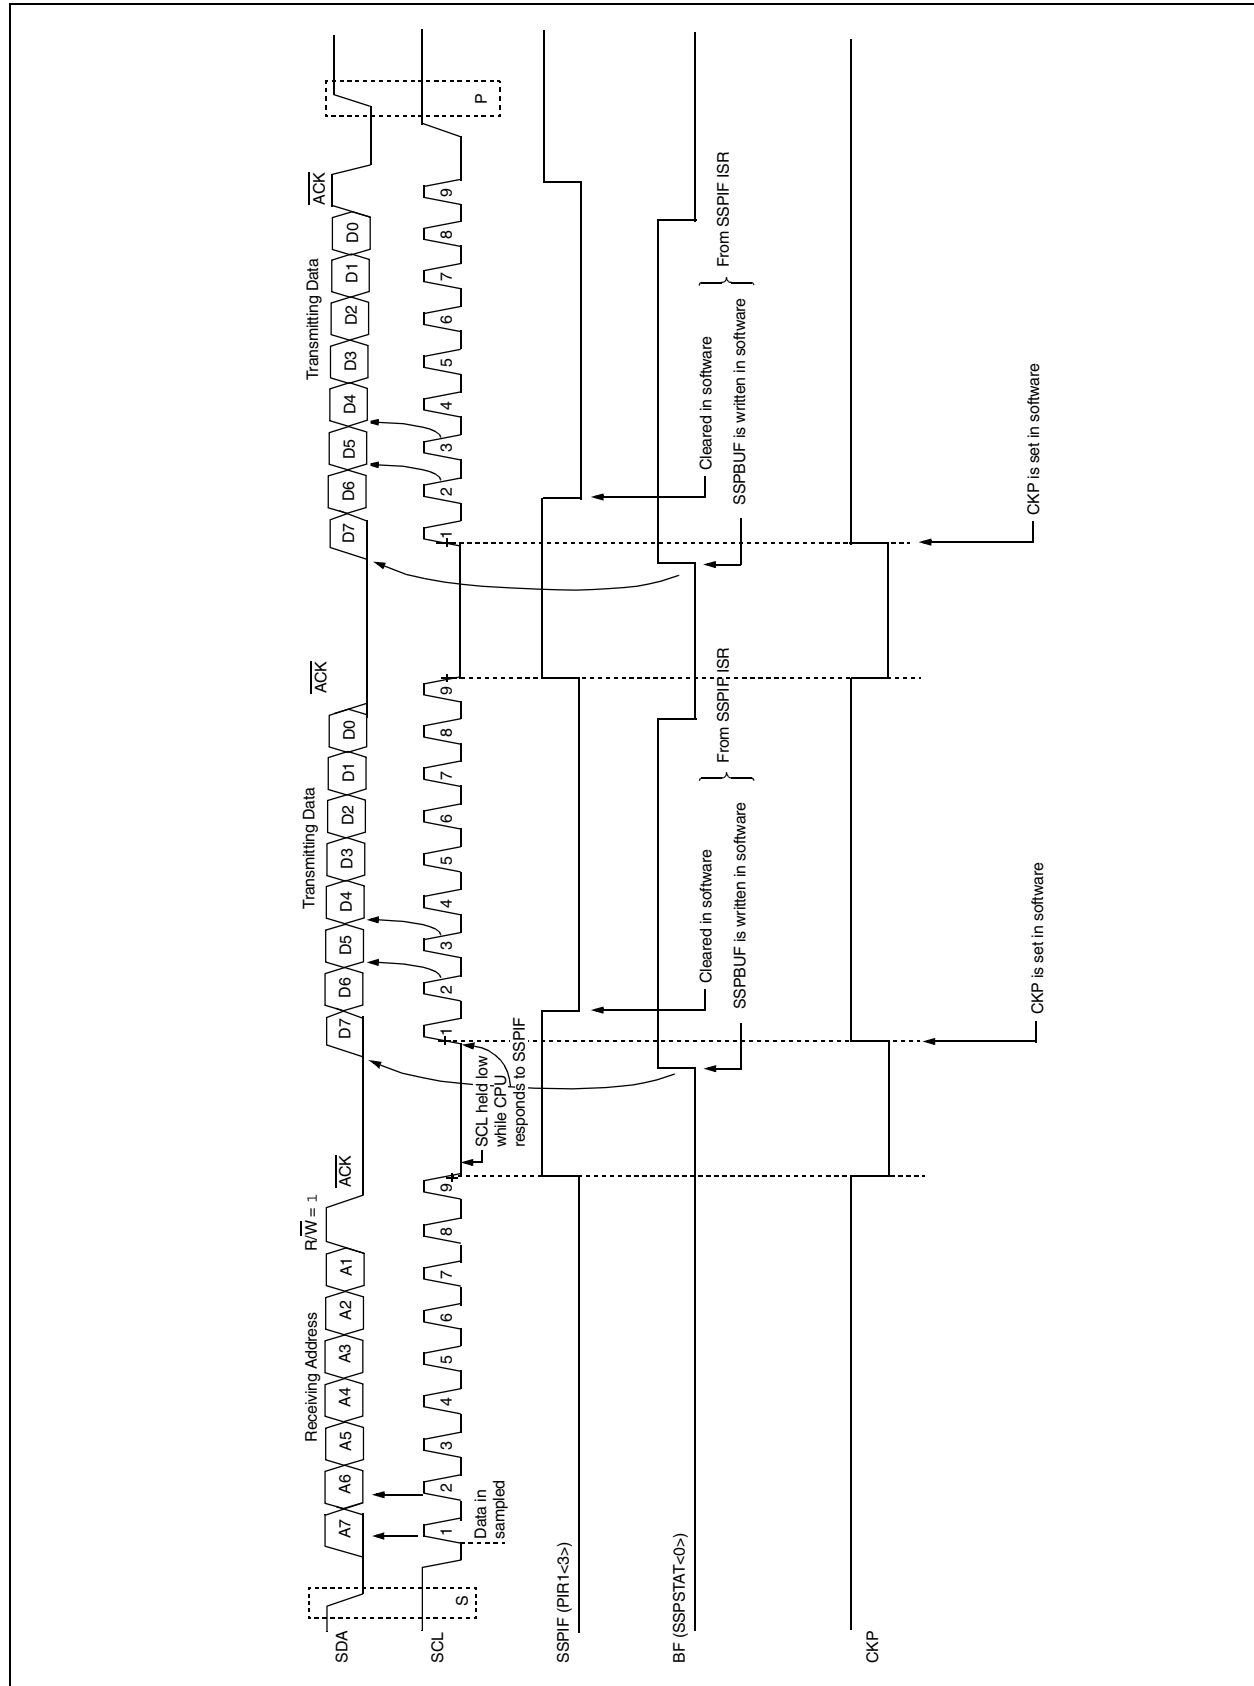 Receiving Address
R/W = 1
ACK
Transmitting Data
ACK
Transmitting Data
ACK
SDA
A7 A6 A5 A4 A3 A2 A1
D7 D6 D5 D4 D3 D2 D1 D0
D7 D6 D5 D4 D3 D2 D1 D0
SCL
S
1 2 3 4 5 6 7 8 9
1 2 3 4 5 6 7 8 9
1 2 3 4 5 6 7 8 9
P
Data in
sampled
SCL held low
while CPU
responds to SSPIF
SSPIF (PIR1<3>)
BF (SSPSTAT<0>)
Cleared in software
SSPBUF is written in software
From SSPIF ISR
Cleared in software
SSPBUF is written in software
From SSPIF ISR
CKP
CKP is set in software
CKP is set in software